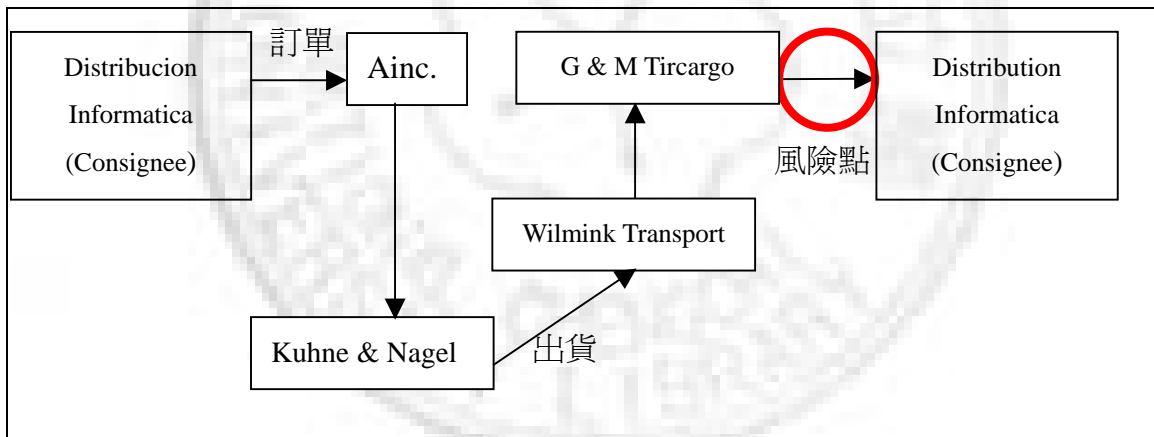 Distribucion
Informatica
(Consignee)
訂單
Ainc.
Kuhne & Nagel
出貨
Wilmink Transport
G & M Tircargo
風險點
Distribution
Informatica
(Consignee)